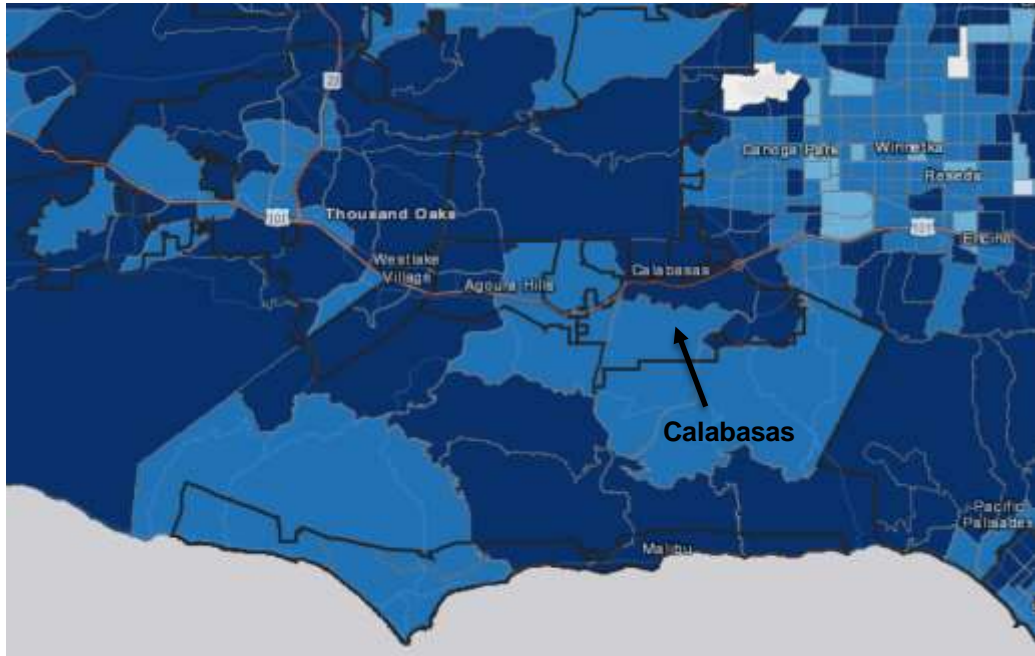 23
Canoga Park
Winnetka
Reseda
101
Thousand Oaks
101
Encino
Westlake
Village
Calabasas
Agoura Hills
Calabasas
Pacific
Palisades
Malibu